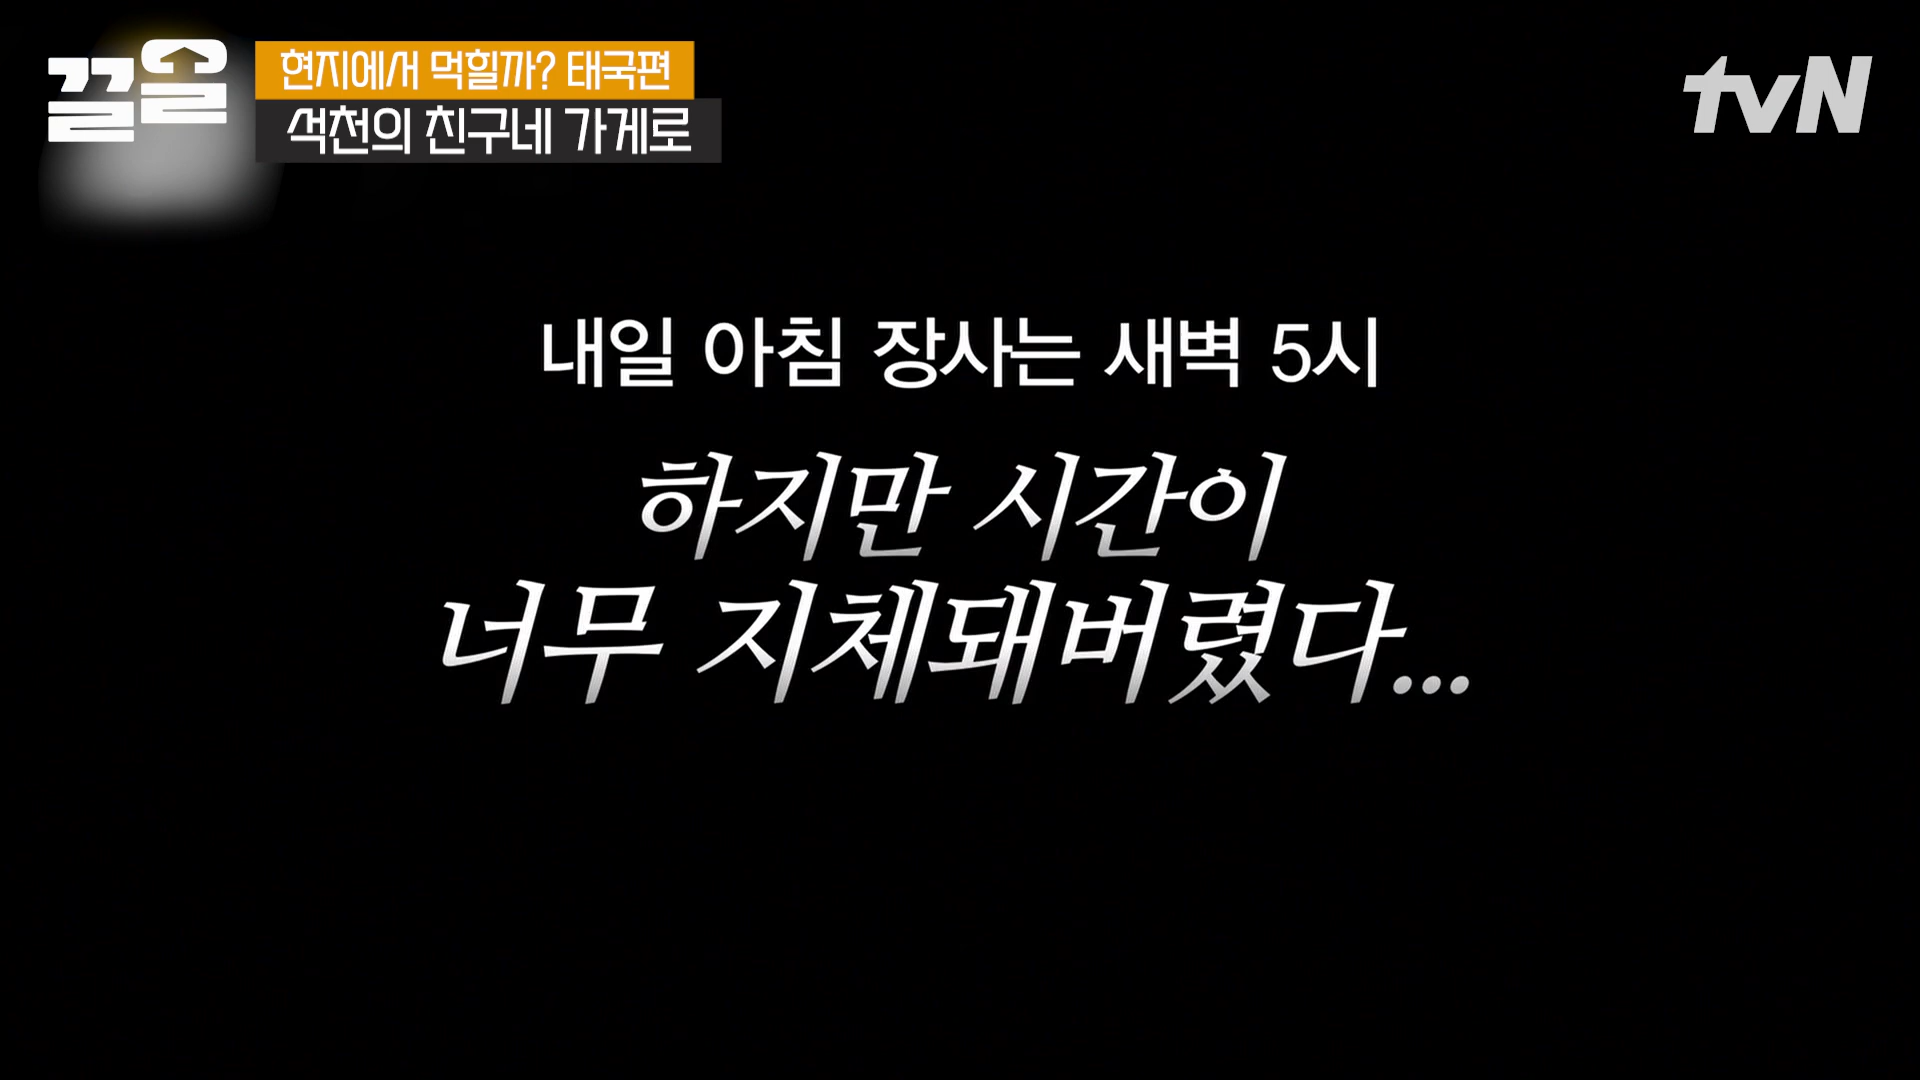 끌올
현지에서 먹힐까? 태국편
석천의 친구네 가게로
tvN
내일 아침 장사는 새벽 5시
하지만 시간이
너무 지체돼버렸다...